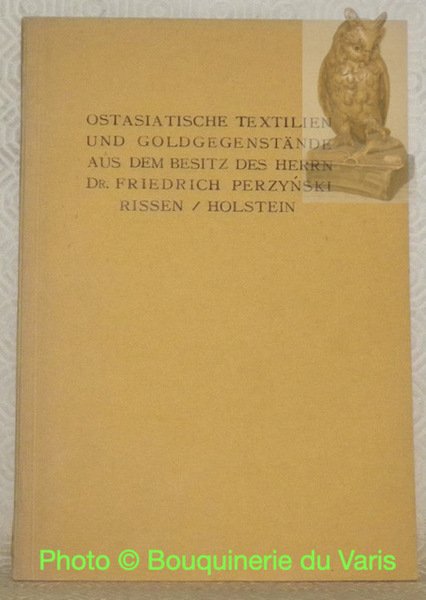 OSTASIATISCHE TEXTILIEN
UND GOLDGEGENSTÄNDE
AUS DEM BESITZ DES HERRN
DR. FRIEDRICH PERZYŃSKI
RISSEN / HOLSTEIN
Photo © Bouquinerie du Varis